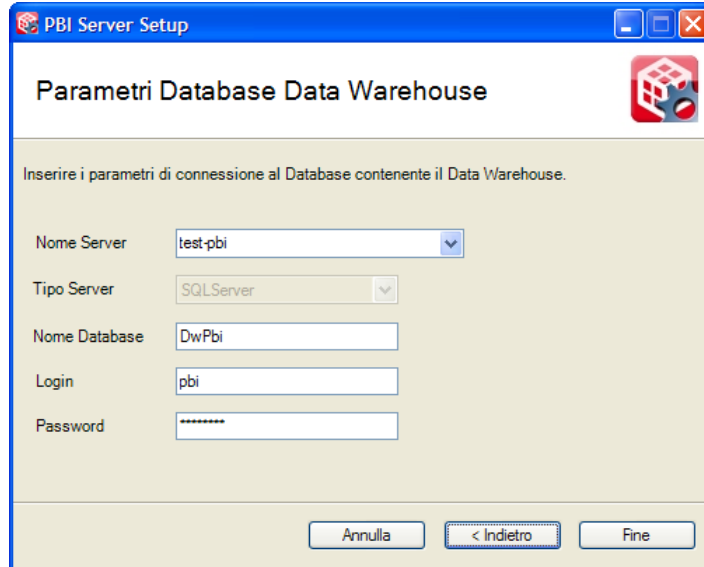 PBI Server Setup
Parametri Database Data Warehouse
Inserire i parametri di connessione al Database contenente il Data Warehouse.
Nome Server test-pbi
Tipo Server SQLServer
Nome Database DwPbi
Login pbi
Password ********
Annulla < Indietro Fine